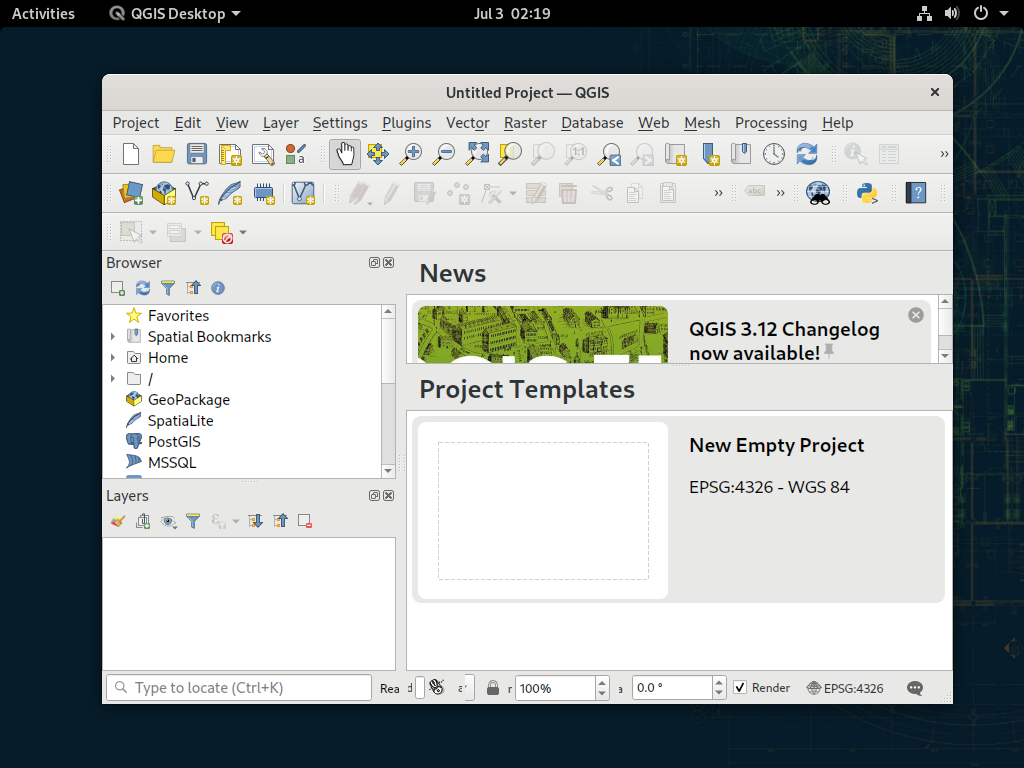 Activities QGIS Desktop Jul 3 02:19
Untitled Project — QGIS
Project Edit View Layer Settings Plugins Vector Raster Database Web Mesh Processing Help
Browser
Favorites
Spatial Bookmarks
Home
/
GeoPackage
SpatiaLite
PostGIS
MSSQL
Layers
News
QGIS 3.12 Changelog
now available!
Project Templates
New Empty Project
EPSG:4326 - WGS 84
Type to locate (Ctrl+K) Rea d r 100% a 0.0 ° Render EPSG:4326